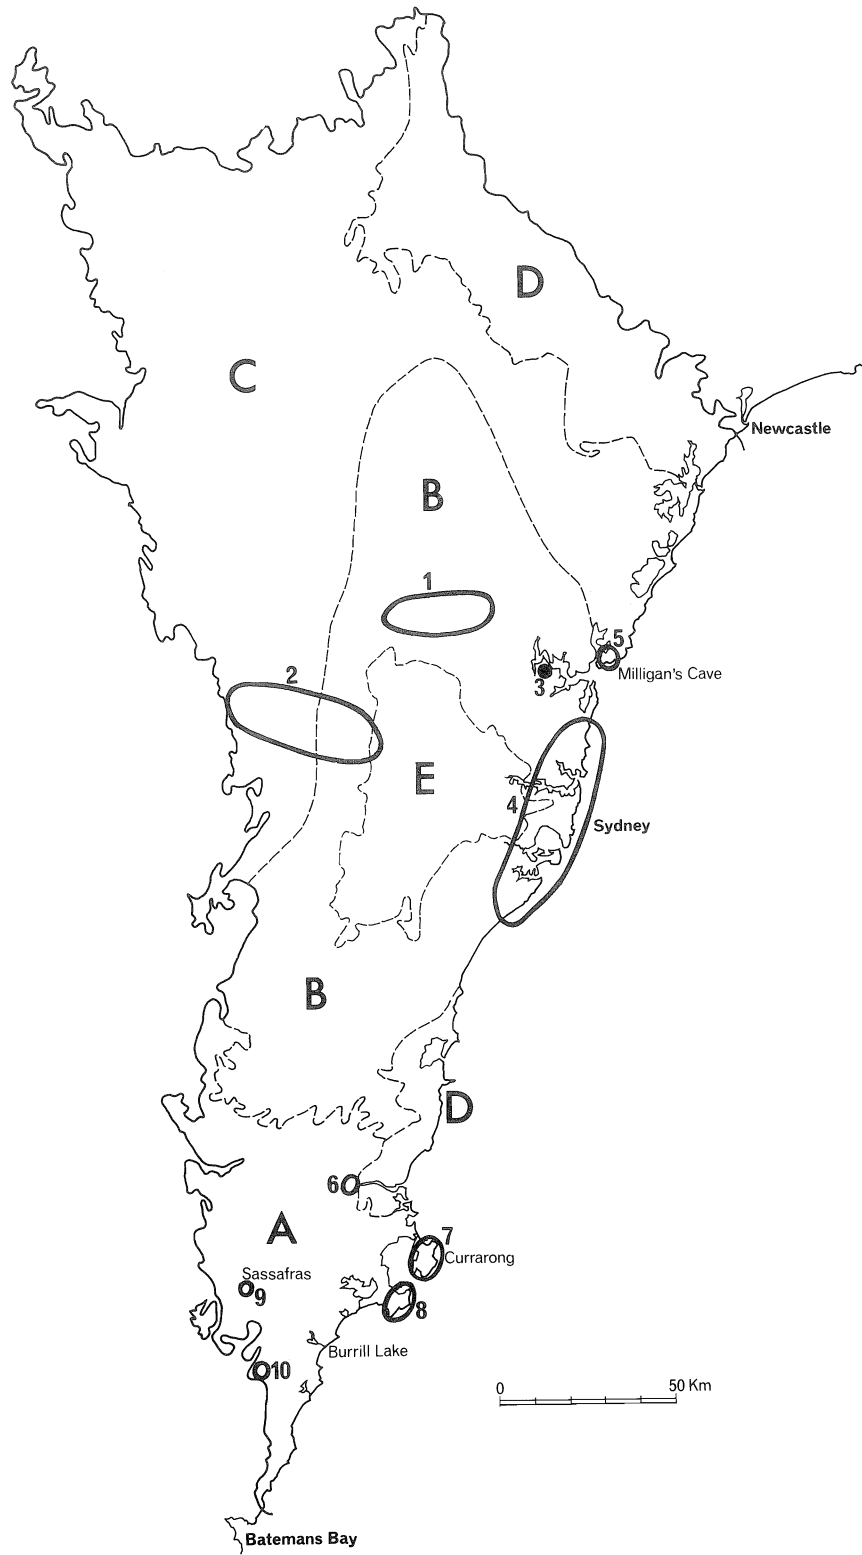 D
C
Newcastle
B
1
5
2
3
Milligan's Cave
E
4
Sydney
B
D
6
A
7
Currarong
Sassafras
9
8
Burrill Lake
10
0
50 Km
Batemans Bay